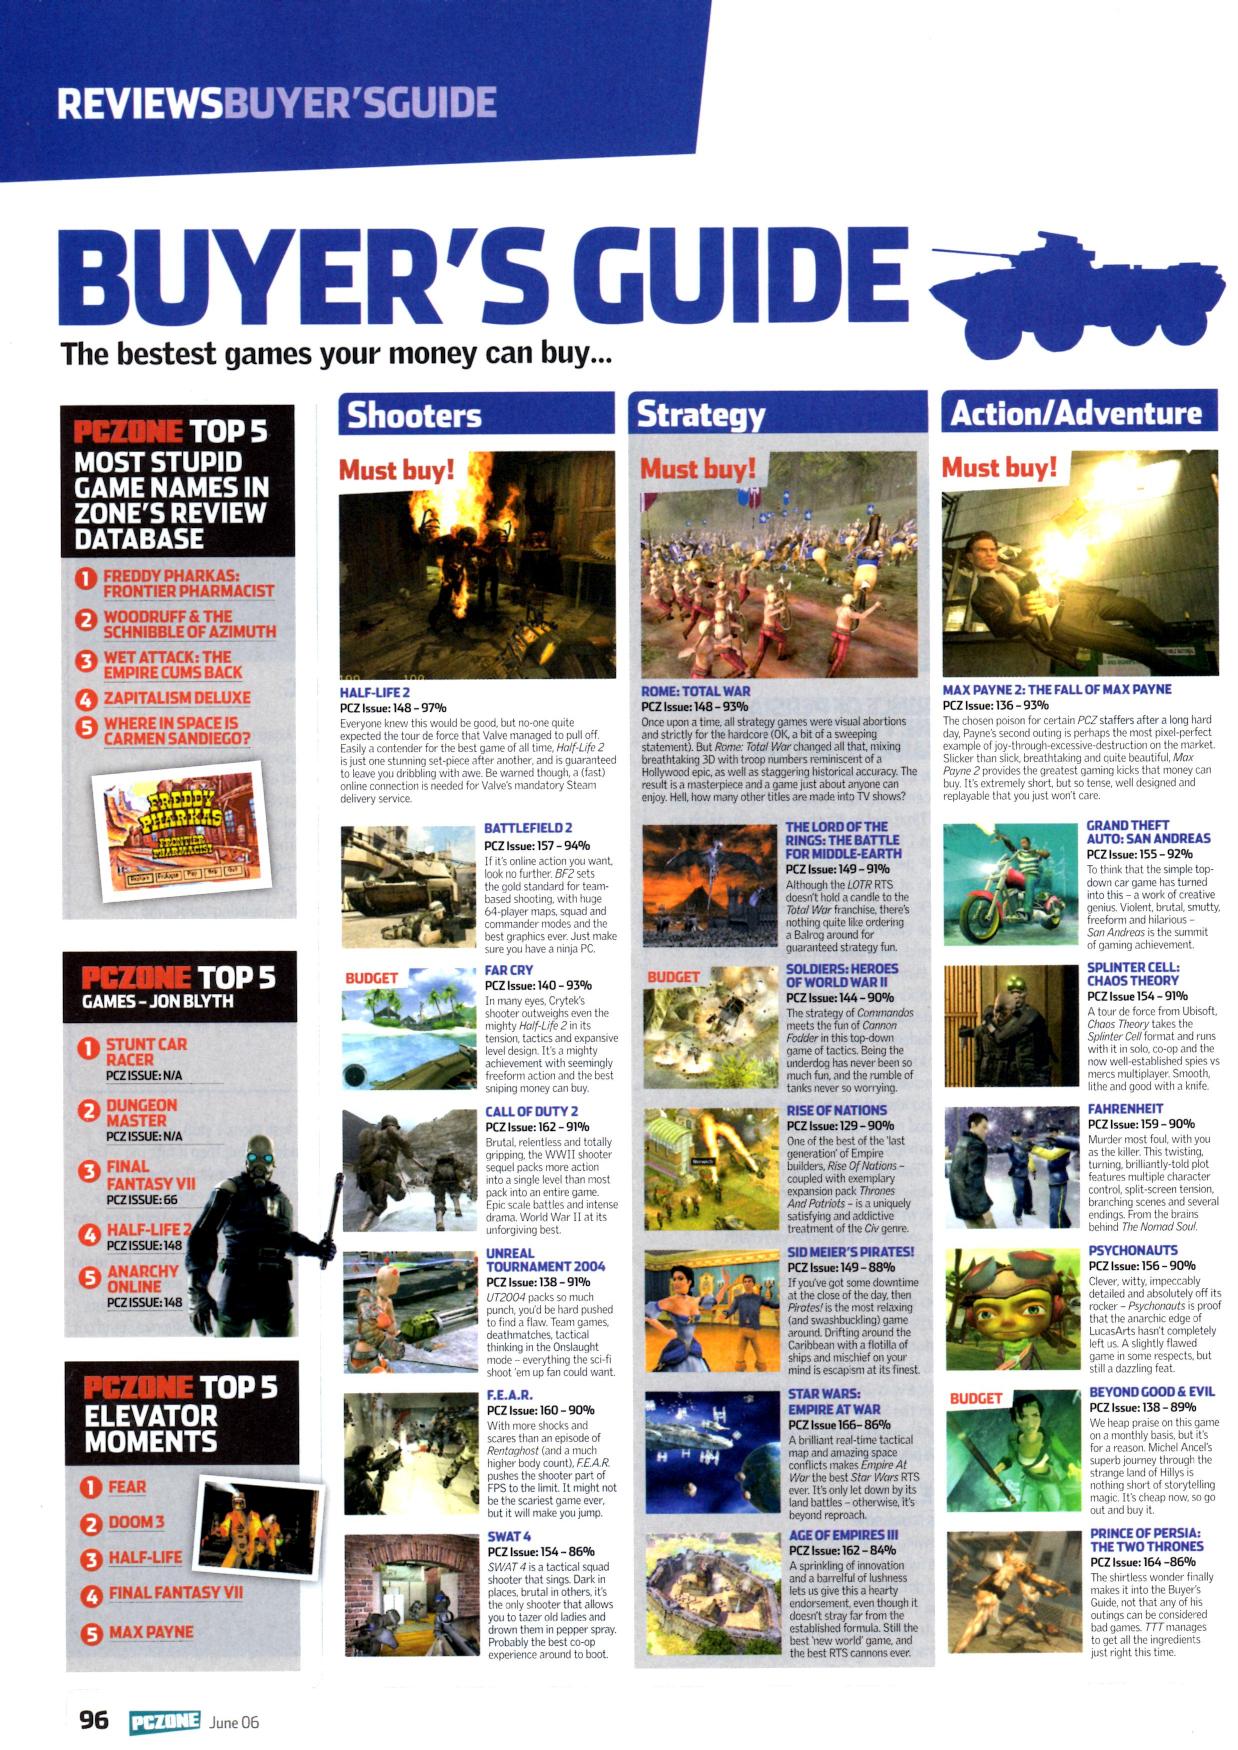 REVIEWSBUYER'SGUIDE
BUYER'S GUIDE
The bestest games your money can buy...
PCZONE TOP 5
MOST STUPID
GAME NAMES IN
ZONE'S REVIEW
DATABASE
1 FREDDY PHARKAS:
FRONTIER PHARMACIST
2 WOODRUFF & THE
SCHNIBBLE OF AZIMUTH
3 WET ATTACK: THE
EMPIRE CUMS BACK
4 ZAPITALISM DELUXE
5 WHERE IN SPACE IS
CARMEN SANDIEGO?
FREDDY
PHARKAS
FRONTIER
PHARMACIST
PCZONE TOP 5
GAMES – JON BLYTH
1 STUNT CAR
RACER
PCZ ISSUE: N/A
2 DUNGEON
MASTER
PCZ ISSUE: N/A
3 FINAL
FANTASY VII
PCZ ISSUE: 66
4 HALF-LIFE 2
PCZ ISSUE: 148
5 ANARCHY
ONLINE
PCZ ISSUE: 148
PCZONE TOP 5
ELEVATOR
MOMENTS
1 FEAR
2 DOOM 3
3 HALF-LIFE
4 FINAL FANTASY VII
5 MAX PAYNE
Shooters
Must buy!
HALF-LIFE 2
PCZ Issue: 148 – 97%
Everyone knew this would be good, but no-one quite
expected the tour de force that Valve managed to pull off.
Easily a contender for the best game of all time, Half-Life 2
is just one stunning set-piece after another, and is guaranteed
to leave you dribbling with awe. Be warned though, a (fast)
online connection is needed for Valve's mandatory Steam
delivery service.
BATTLEFIELD 2
PCZ Issue: 157 – 94%
If it's online action you want,
look no further. BF2 sets
the gold standard for team-
based shooting, with huge
64-player maps, squad and
commander modes and the
best graphics ever. Just make
sure you have a ninja PC.
BUDGET
FAR CRY
PCZ Issue: 140 – 93%
In many eyes, Crytek's
shooter outweighs even the
mighty Half-Life 2 in its
tension, tactics and expansive
level design. It's a mighty
achievement with seemingly
freeform action and the best
sniping money can buy.
CALL OF DUTY 2
PCZ Issue: 162 – 91%
Brutal, relentless and totally
gripping, the WWII shooter
sequel packs more action
into a single level than most
pack into an entire game.
Epic scale battles and intense
drama. World War II at its
unforgiving best.
UNREAL
TOURNAMENT 2004
PCZ Issue: 138 – 91%
UT2004 packs so much
punch, you'd be hard pushed
to find a flaw. Team games,
deathmatches, tactical
thinking in the Onslaught
mode – everything the sci-fi
shoot 'em up fan could want.
F.E.A.R.
PCZ Issue: 160 – 90%
With more shocks and
scares than an episode of
Rentaghost (and a much
higher body count), F.E.A.R.
pushes the shooter part of
FPS to the limit. It might not
be the scariest game ever,
but it will make you jump.
SWAT 4
PCZ Issue: 154 – 86%
SWAT 4 is a tactical squad
shooter that sings. Dark in
places, brutal in others, it's
the only shooter that allows
you to tazer old ladies and
drown them in pepper spray.
Probably the best co-op
experience around to boot.
Strategy
Must buy!
ROME: TOTAL WAR
PCZ Issue: 148 – 93%
Once upon a time, all strategy games were visual abortions
and strictly for the hardcore (OK, a bit of a sweeping
statement). But Rome: Total War changed all that, mixing
breathtaking 3D with troop numbers reminiscent of a
Hollywood epic, as well as staggering historical accuracy. The
result is a masterpiece and a game just about anyone can
enjoy. Hell, how many other titles are made into TV shows?
THE LORD OF THE
RINGS: THE BATTLE
FOR MIDDLE-EARTH
PCZ Issue: 149 – 91%
Although the LOTR RTS
doesn't hold a candle to the
Total War franchise, there's
nothing quite like ordering
a Balrog around for
guaranteed strategy fun.
BUDGET
SOLDIERS: HEROES
OF WORLD WAR II
PCZ Issue: 144 – 90%
The strategy of Commandos
meets the fun of Cannon
Fodder in this top-down
game of tactics. Being the
underdog has never been so
much fun, and the rumble of
tanks never so worrying.
RISE OF NATIONS
PCZ Issue: 129 – 90%
One of the best of the 'last
generation' of Empire
builders, Rise Of Nations –
coupled with exemplary
expansion pack Thrones
And Patriots – is a uniquely
satisfying and addictive
treatment of the Civ genre.
SID MEIER'S PIRATES!
PCZ Issue: 149 – 88%
If you've got some downtime
at the close of the day, then
Pirates! is the most relaxing
(and swashbuckling) game
around. Drifting around the
Caribbean with a flotilla of
ships and mischief on your
mind is escapism at its finest.
STAR WARS:
EMPIRE AT WAR
PCZ Issue 166– 86%
A brilliant real-time tactical
map and amazing space
conflicts makes Empire At
War the best Star Wars RTS
ever. It's only let down by its
land battles – otherwise, it's
beyond reproach.
AGE OF EMPIRES III
PCZ Issue: 162 – 84%
A sprinkling of innovation
and a barrelful of lushness
lets us give this a hearty
endorsement, even though it
doesn't stray far from the
established formula. Still the
best 'new world' game, and
the best RTS cannons ever.
Action/Adventure
Must buy!
MAX PAYNE 2: THE FALL OF MAX PAYNE
PCZ Issue: 136 – 93%
The chosen poison for certain PCZ staffers after a long hard
day, Payne's second outing is perhaps the most pixel-perfect
example of joy-through-excessive-destruction on the market.
Slicker than slick, breathtaking and quite beautiful, Max
Payne 2 provides the greatest gaming kicks that money can
buy. It's extremely short, but so tense, well designed and
replayable that you just won't care.
GRAND THEFT
AUTO: SAN ANDREAS
PCZ Issue: 155 – 92%
To think that the simple top-
down car game has turned
into this – a work of creative
genius. Violent, brutal, smutty,
freeform and hilarious –
San Andreas is the summit
of gaming achievement.
SPLINTER CELL:
CHAOS THEORY
PCZ Issue 154 – 91%
A tour de force from Ubisoft,
Chaos Theory takes the
Splinter Cell format and runs
with it in solo, co-op and the
now well-established spies vs
mercs multiplayer. Smooth,
lithe and good with a knife.
FAHRENHEIT
PCZ Issue: 159 – 90%
Murder most foul, with you
as the killer. This twisting,
turning, brilliantly-told plot
features multiple character
control, split-screen tension,
branching scenes and several
endings. From the brains
behind The Nomad Soul.
PSYCHONAUTS
PCZ Issue: 156 – 90%
Clever, witty, impeccably
detailed and absolutely off its
rocker – Psychonauts is proof
that the anarchic edge of
LucasArts hasn't completely
left us. A slightly flawed
game in some respects, but
still a dazzling feat.
BUDGET
BEYOND GOOD & EVIL
PCZ Issue: 138 – 89%
We heap praise on this game
on a monthly basis, but it's
for a reason. Michel Ancel's
superb journey through the
strange land of Hillys is
nothing short of storytelling
magic. It's cheap now, so go
out and buy it.
PRINCE OF PERSIA:
THE TWO THRONES
PCZ Issue: 164 –86%
The shirtless wonder finally
makes it into the Buyer's
Guide, not that any of his
outings can be considered
bad games. TTT manages
to get all the ingredients
just right this time.
96 PCZONE June 06